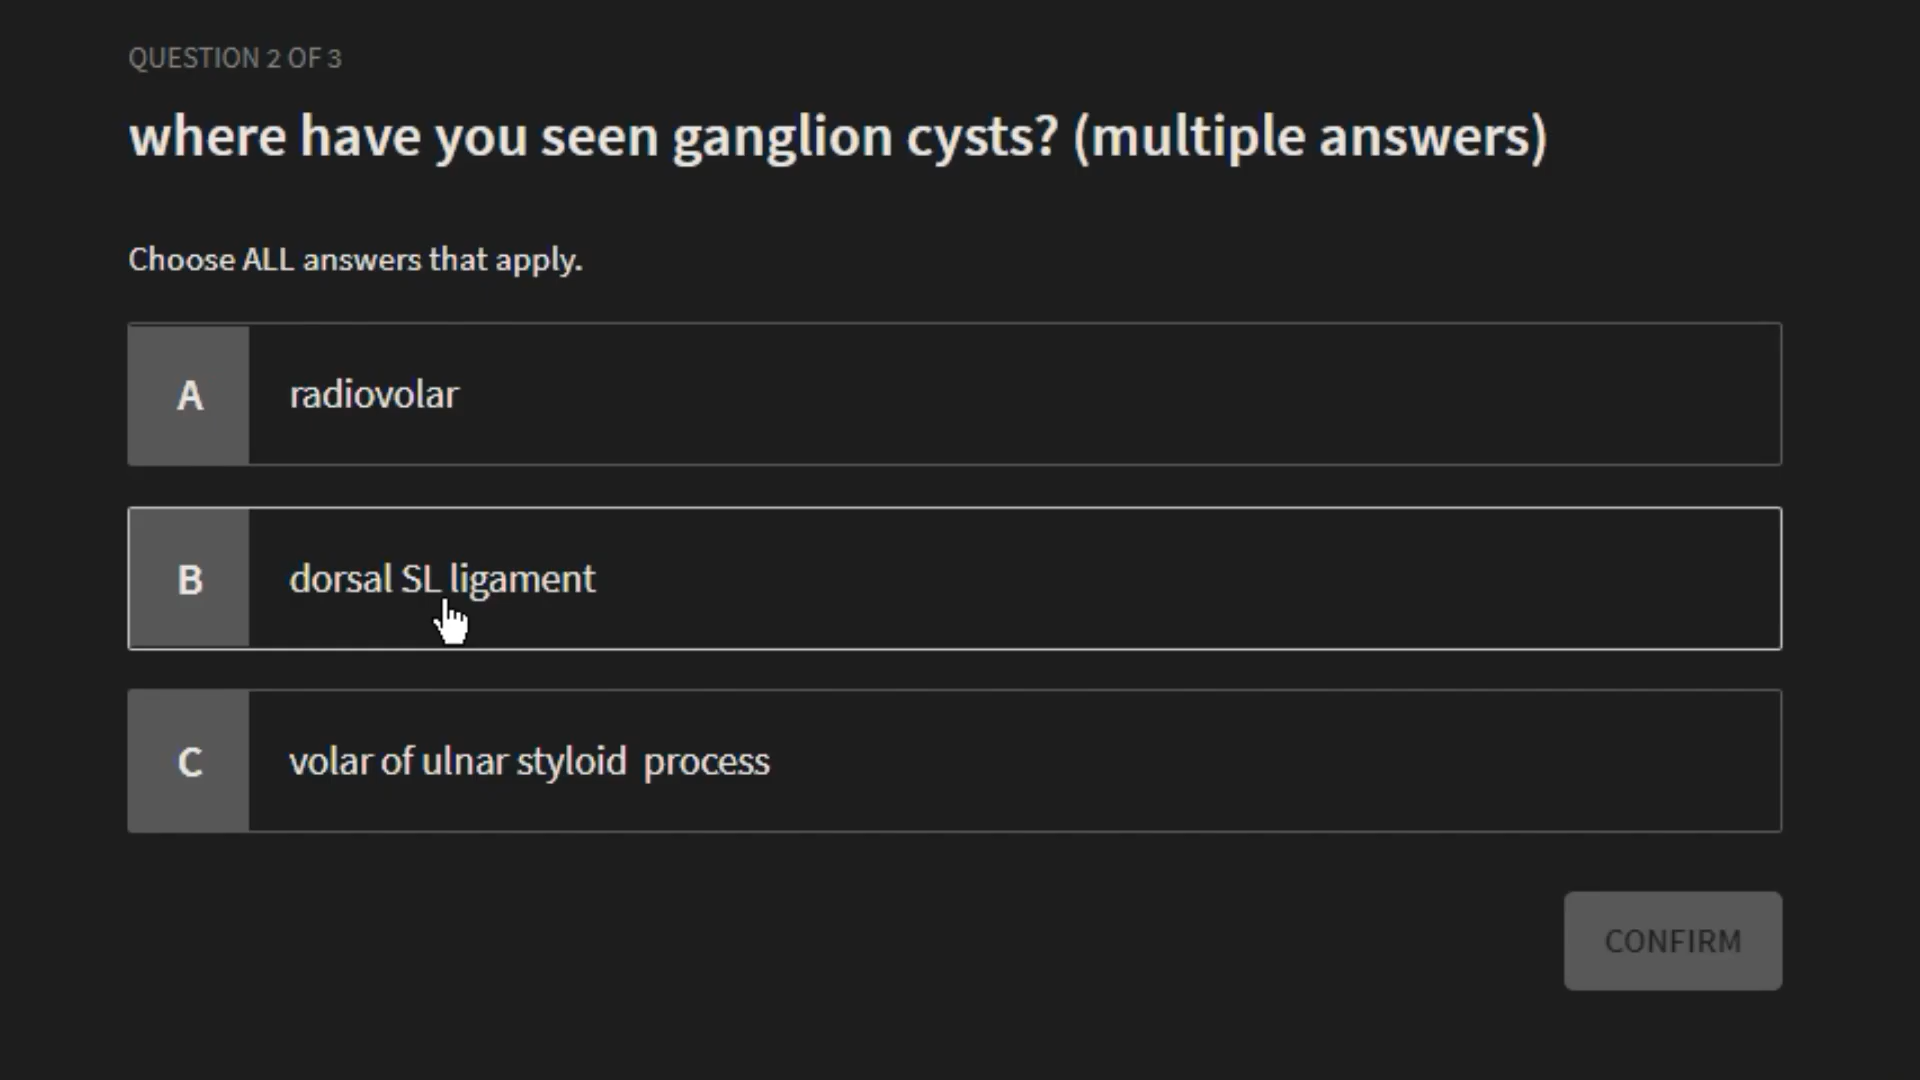 QUESTION 2 OF 3
where have you seen ganglion cysts? (multiple answers)
Choose ALL answers that apply.
A radiovolar
B dorsal SL ligament
C volar of ulnar styloid process
CONFIRM